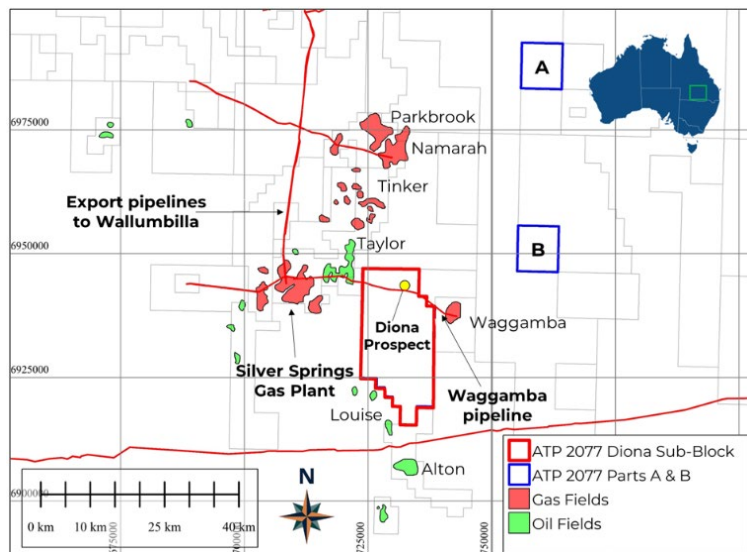 A
Parkbrook
6975000
Namarah
Tinker
Export pipelines
to Wallumbilla
Taylor
6950000
B
Diona
Prospect
Waggamba
Silver Springs
Gas Plant
6925000
Waggamba
pipeline
Louise
ATP 2077 Diona Sub-Block
ATP 2077 Parts A & B
Gas Fields
Oil Fields
Alton
N
6900000
0 km
10 km
25 km
40 km
725000
750000